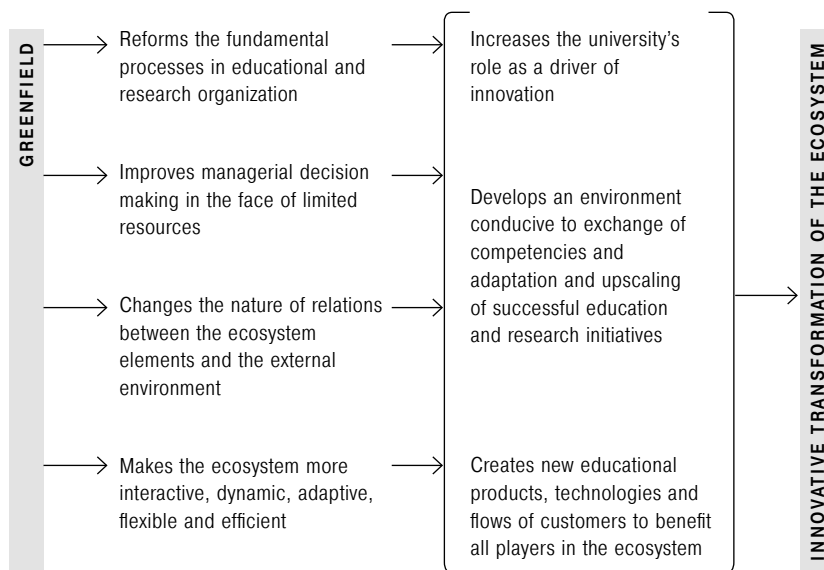 GREENFIELD
Reforms the fundamental
processes in educational and
research organization
Improves managerial decision
making in the face of limited
resources
Changes the nature of relations
between the ecosystem
elements and the external
environment
Makes the ecosystem more
interactive, dynamic, adaptive,
flexible and efficient
Increases the university’s
role as a driver of
innovation
Develops an environment
conducive to exchange of
competencies and
adaptation and upscaling
of successful education
and research initiatives
Creates new educational
products, technologies and
flows of customers to benefit
all players in the ecosystem
INNOVATIVE TRANSFORMATION OF THE ECOSYSTEM